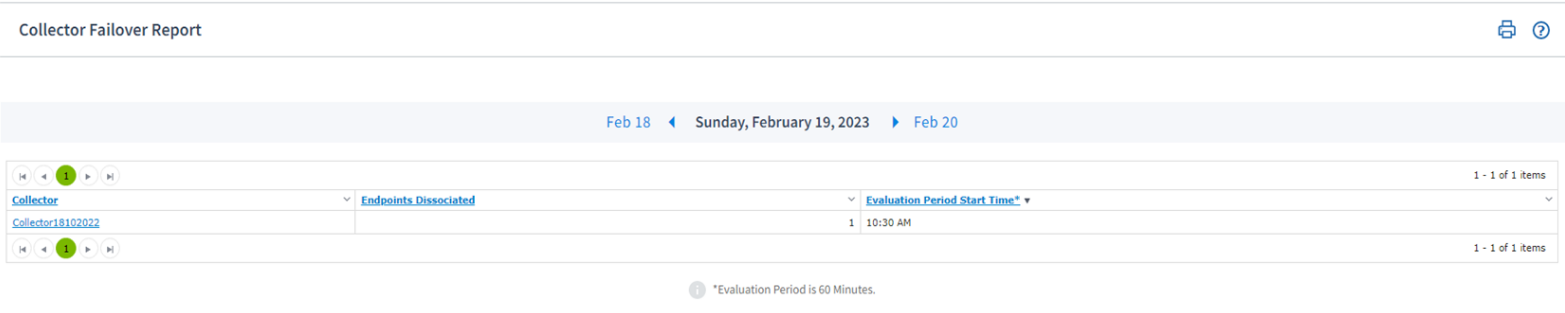 Collector Failover Report
Feb 18 Sunday, February 19, 2023 Feb 20
1 1 - 1 of 1 items
Collector Endpoints Dissociated Evaluation Period Start Time*
Collector18102022 1 10:30 AM
1 1 - 1 of 1 items
*Evaluation Period is 60 Minutes.